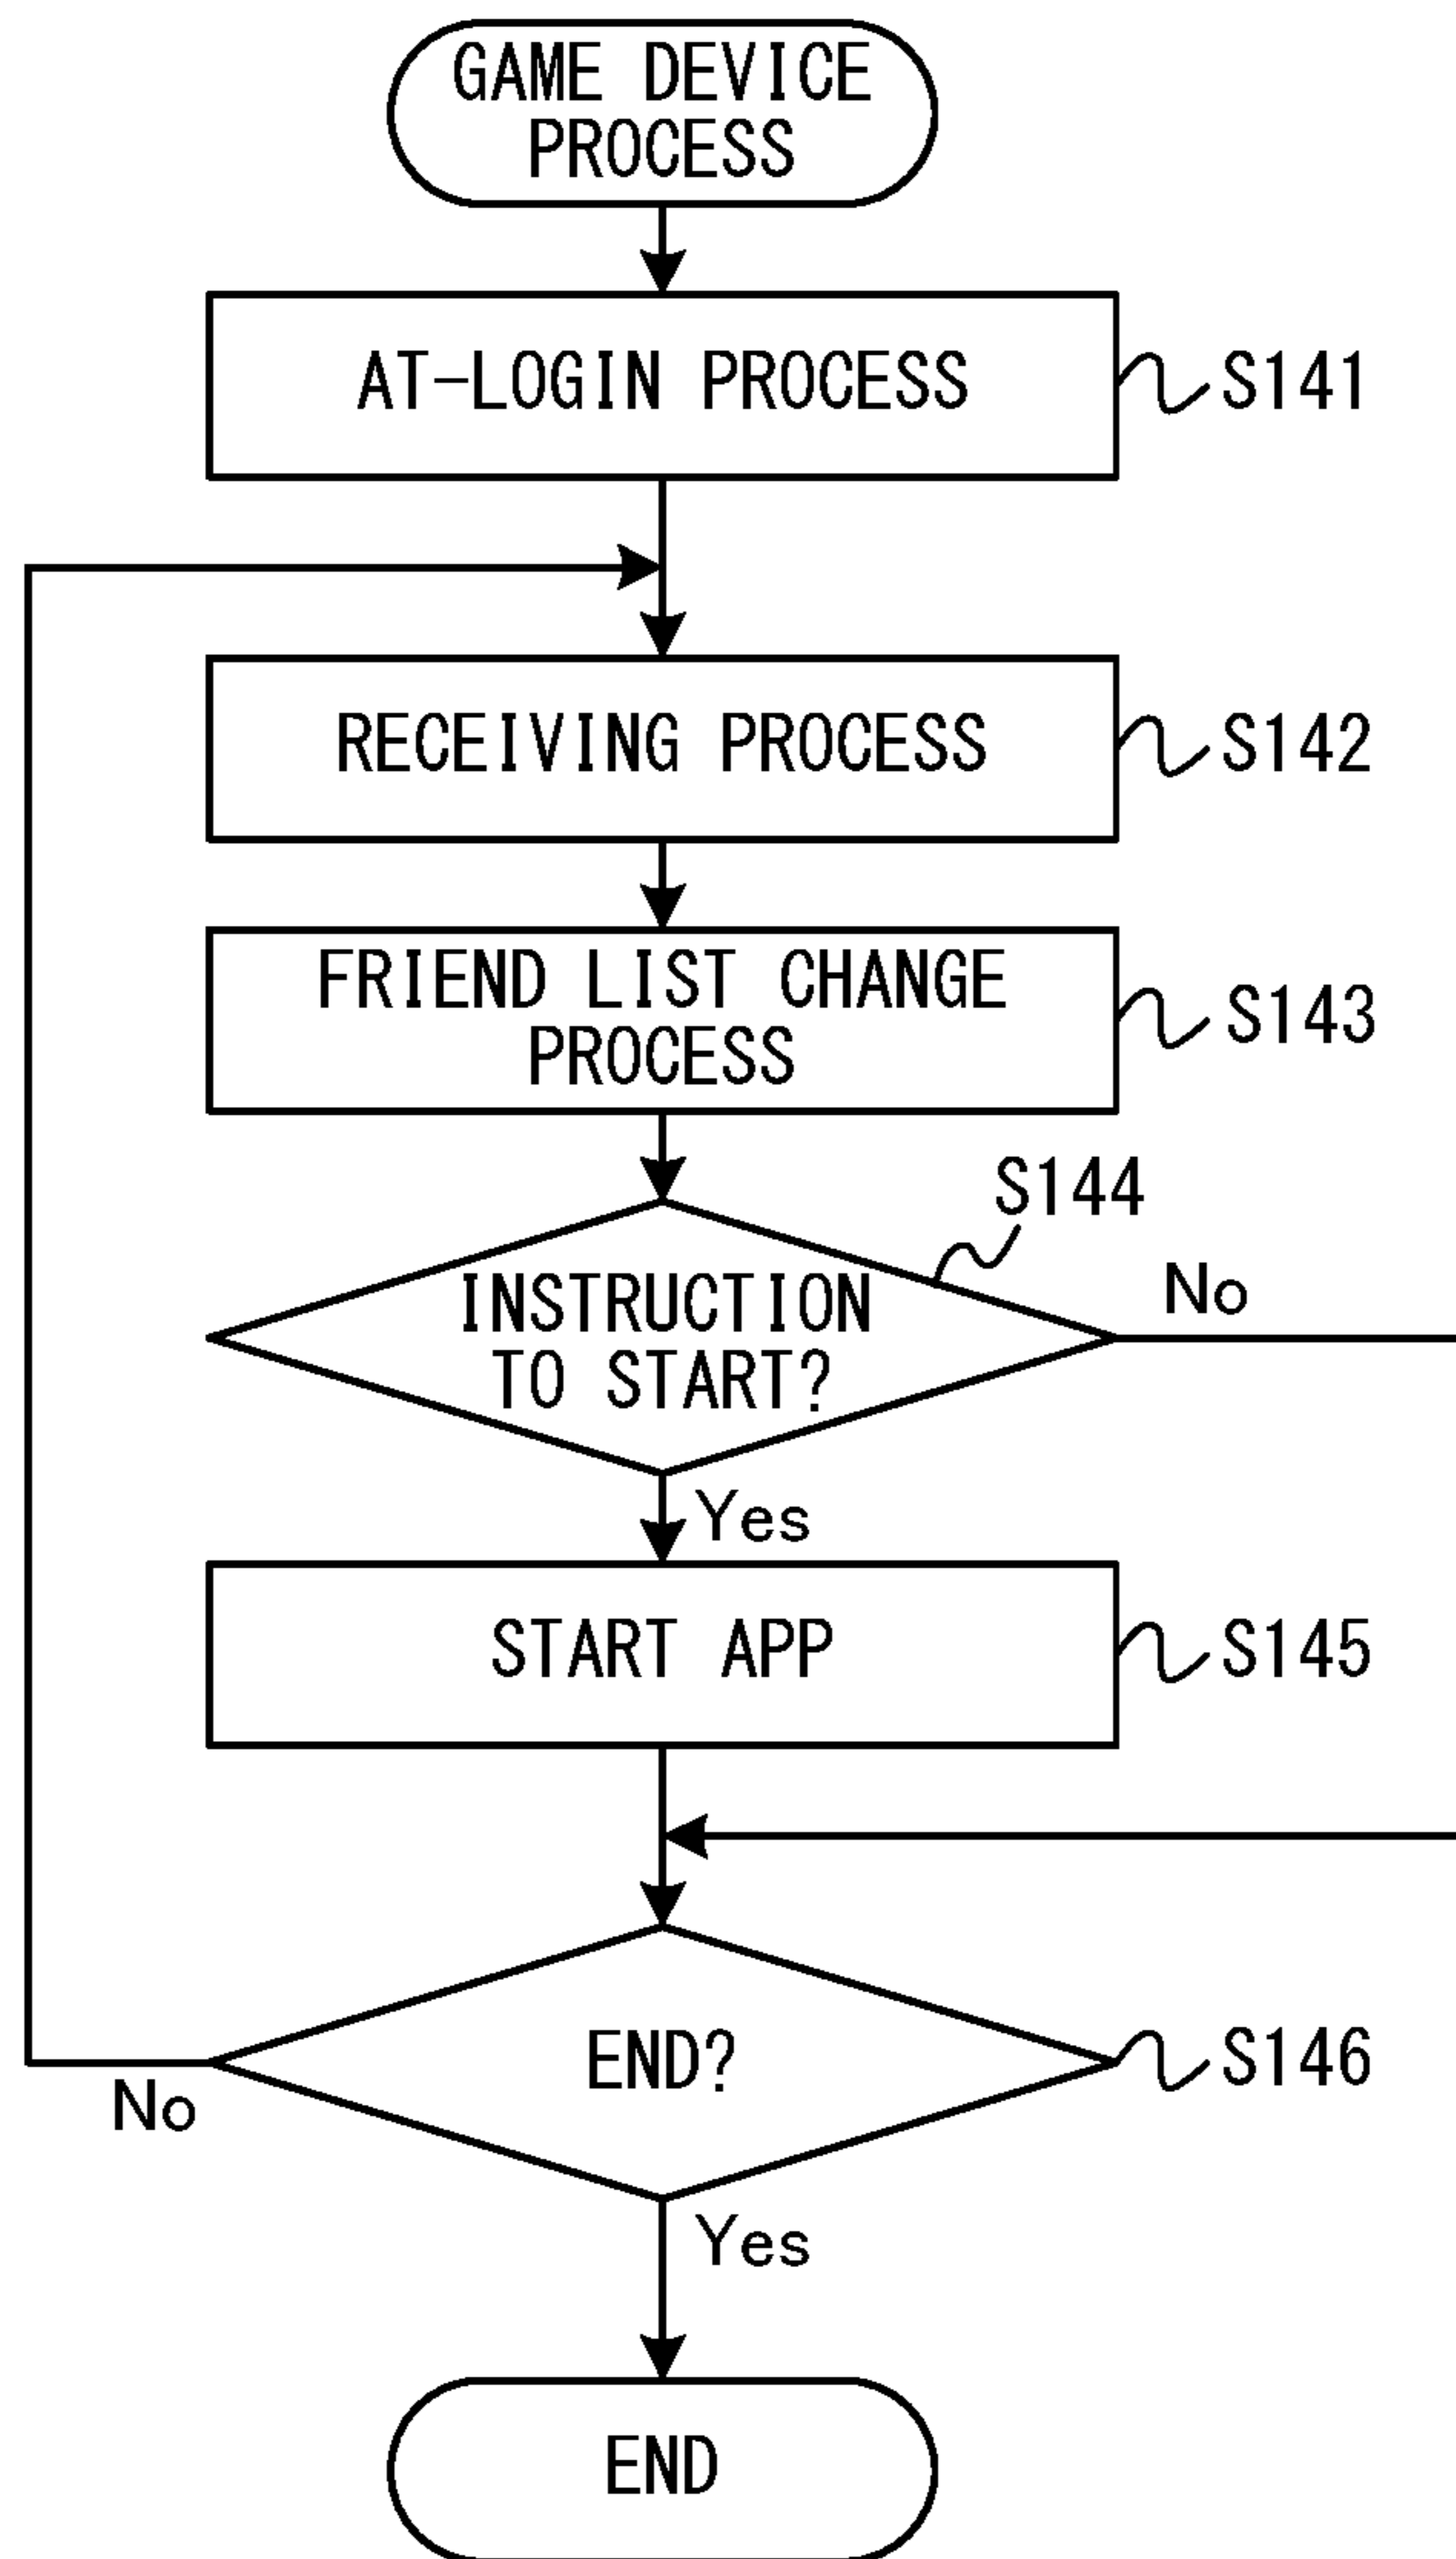 GAME DEVICE
PROCESS
AT-LOGIN PROCESS
S141
RECEIVING PROCESS
S142
FRIEND LIST CHANGE
PROCESS
S143
S144
INSTRUCTION
TO START?
No
Yes
START APP
S145
END?
S146
No
Yes
END